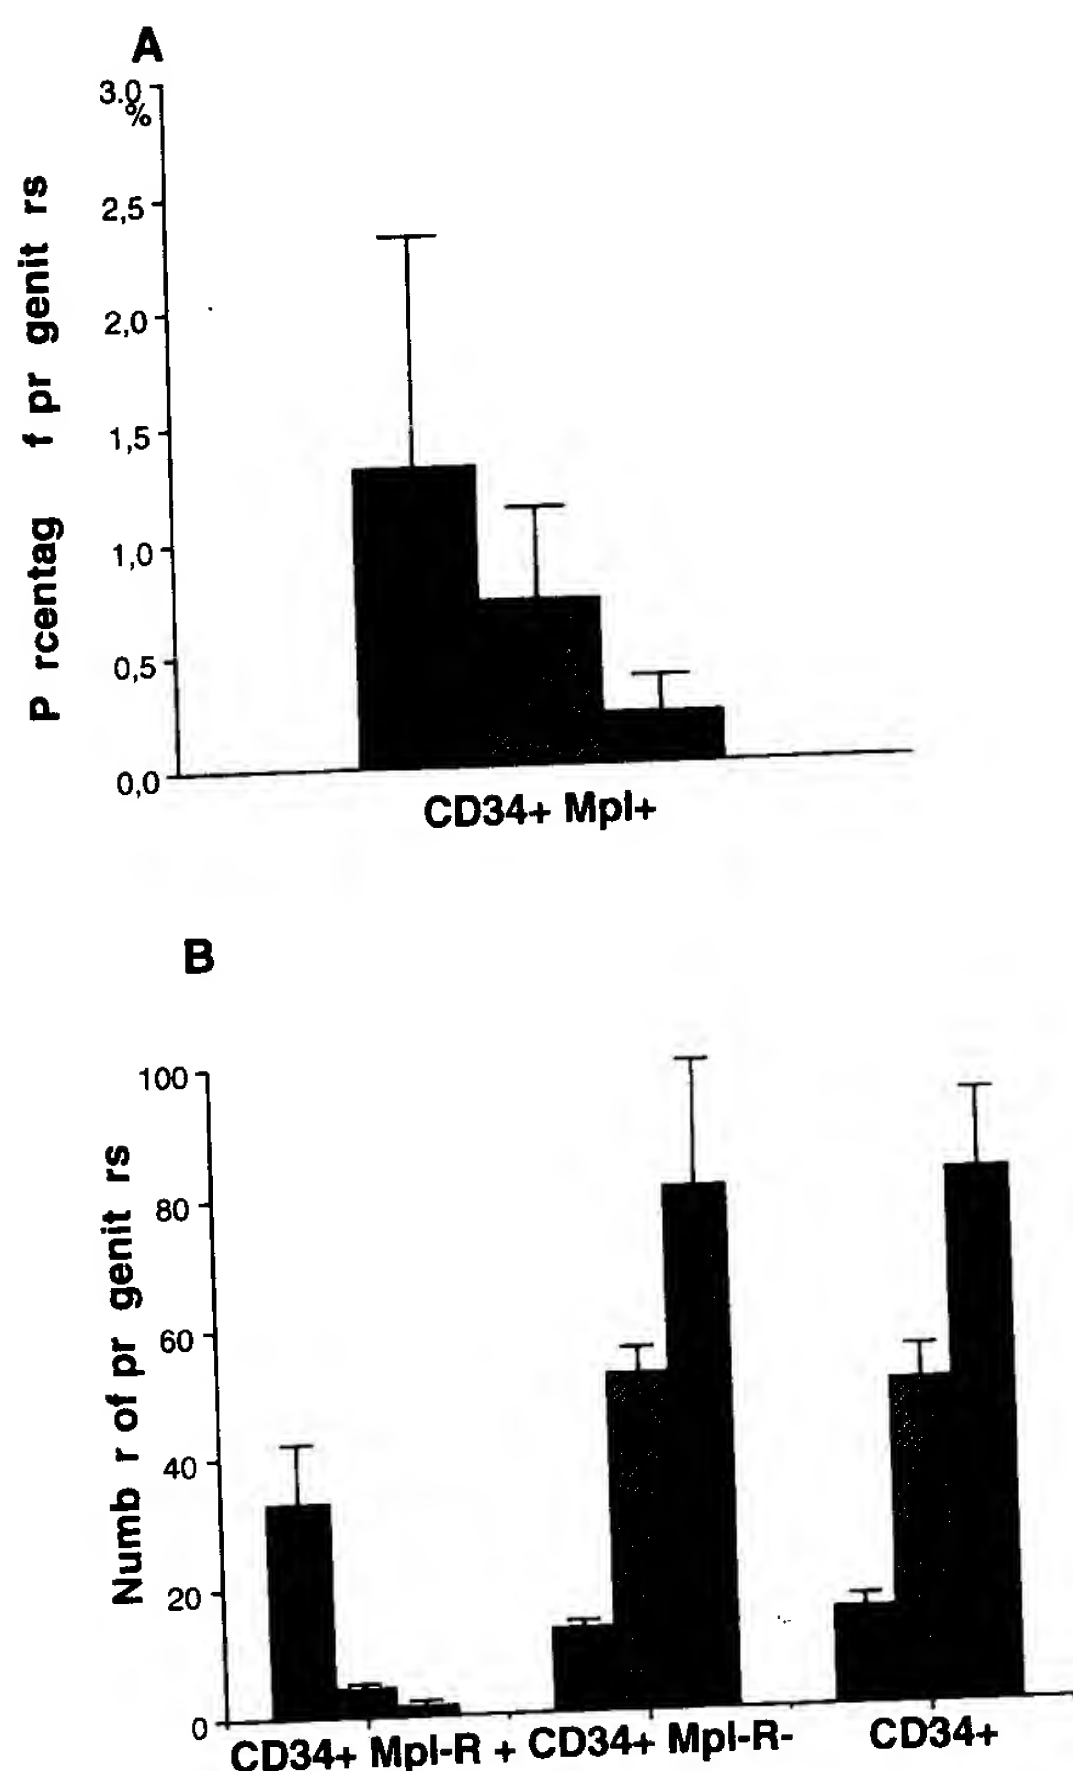 A
3.0
%
2,5
2,0
1,5
1,0
0,5
0,0
P rcentag f pr genit rs
CD34+ Mpl+
B
100
80
60
40
20
0
Numb r of pr genit rs
CD34+ Mpl-R + CD34+ Mpl-R- CD34+